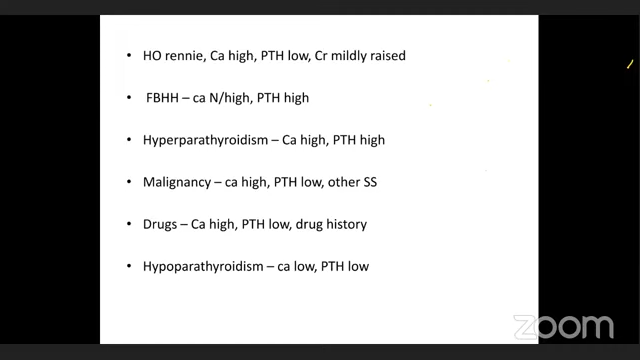 • HO rennie, Ca high, PTH low, Cr mildly raised
• FBHH – ca N/high, PTH high
• Hyperparathyroidism – Ca high, PTH high
• Malignancy – ca high, PTH low, other SS
• Drugs – Ca high, PTH low, drug history
• Hypoparathyroidism – ca low, PTH low
zoom